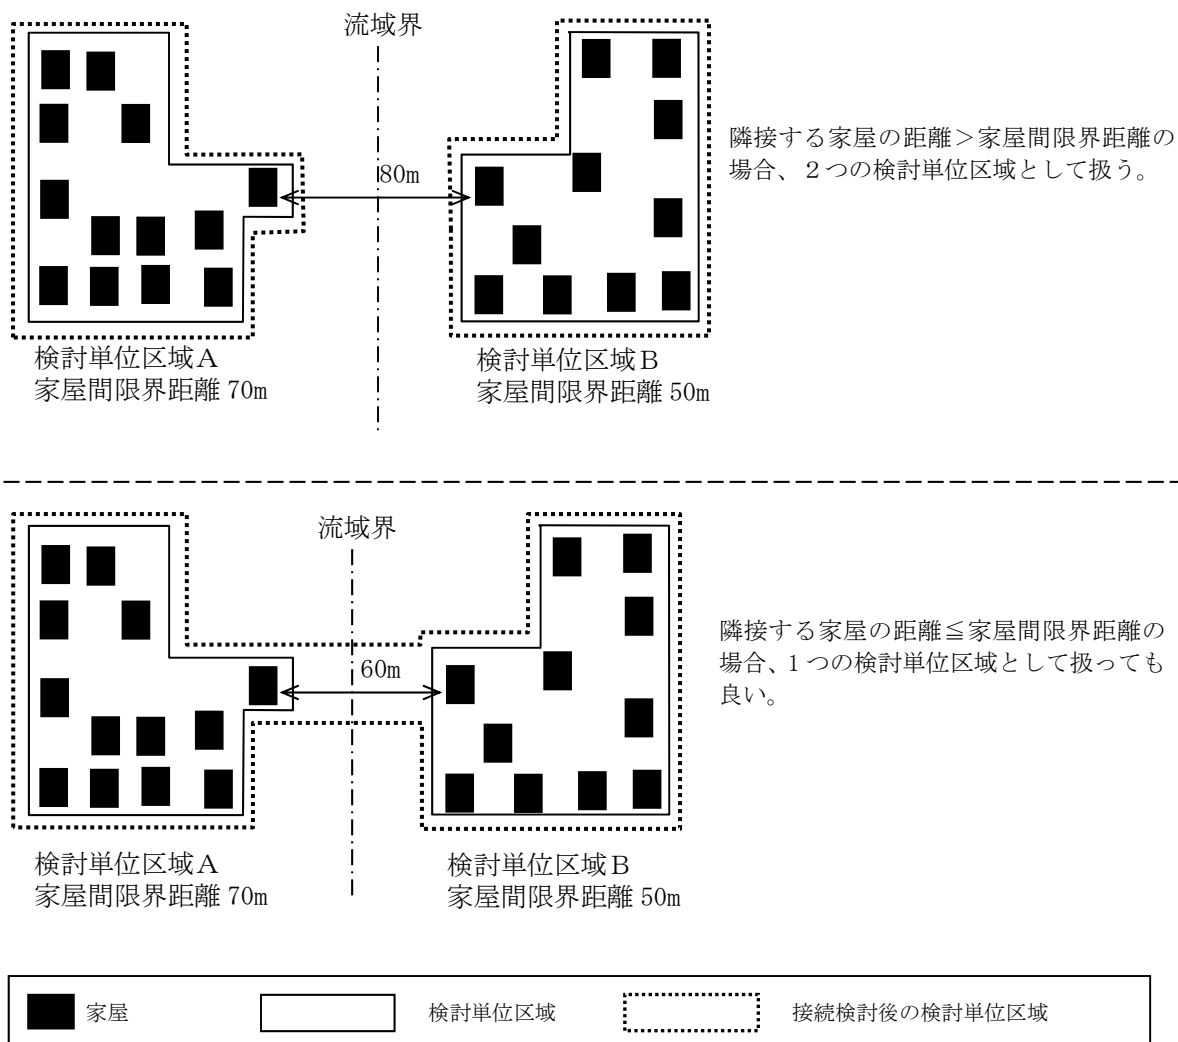 流域界
80m
隣接する家屋の距離＞家屋間限界距離の
場合、２つの検討単位区域として扱う。
検討単位区域Ａ
家屋間限界距離 70m
検討単位区域Ｂ
家屋間限界距離 50m
流域界
60m
隣接する家屋の距離≦家屋間限界距離の
場合、1 つの検討単位区域として扱っても
良い。
検討単位区域Ａ
家屋間限界距離 70m
検討単位区域Ｂ
家屋間限界距離 50m
家屋
検討単位区域
接続検討後の検討単位区域